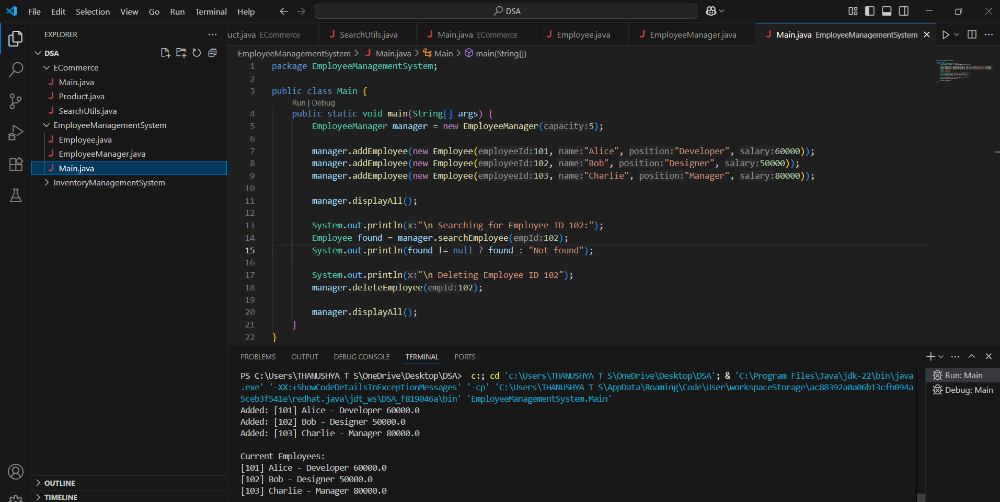 File Edit Selection View Go Run Terminal Help
DSA
EXPLORER
DSA
ECommerce
Main.java
Product.java
SearchUtils.java
EmployeeManagementSystem
Employee.java
EmployeeManager.java
Main.java
InventoryManagementSystem
OUTLINE
TIMELINE
uct.java ECommerce SearchUtils.java Main.java ECommerce Employee.java EmployeeManager.java Main.java EmployeeManagementSystem
EmployeeManagementSystem > Main.java > Main > main(String[])
1 package EmployeeManagementSystem;
2
3 public class Main {
Run | Debug
4 public static void main(String[] args) {
5 EmployeeManager manager = new EmployeeManager(capacity:5);
6
7 manager.addEmployee(new Employee(employeeId:101, name:"Alice", position:"Developer", salary:60000));
8 manager.addEmployee(new Employee(employeeId:102, name:"Bob", position:"Designer", salary:50000));
9 manager.addEmployee(new Employee(employeeId:103, name:"Charlie", position:"Manager", salary:80000));
10
11 manager.displayAll();
12
13 System.out.println(x:"\n Searching for Employee ID 102:");
14 Employee found = manager.searchEmployee(empId:102);
15 System.out.println(found != null ? found : "Not found");
16
17 System.out.println(x:"\n Deleting Employee ID 102");
18 manager.deleteEmployee(empId:102);
19
20 manager.displayAll();
21 }
22 }
PROBLEMS OUTPUT DEBUG CONSOLE TERMINAL PORTS
PS C:\Users\THANUSHYA T S\OneDrive\Desktop\DSA> c:; cd 'c:\Users\THANUSHYA T S\OneDrive\Desktop\DSA'; & 'C:\Program Files\Java\jdk-22\bin\java
.exe' '-XX:+ShowCodeDetailsInExceptionMessages' '-cp' 'C:\Users\THANUSHYA T S\AppData\Roaming\Code\User\workspaceStorage\ac88392a0a06b13cfb094a
5ceb3f541e\redhat.java\jdt_ws\DSA_f819046a\bin' 'EmployeeManagementSystem.Main'
Added: [101] Alice - Developer 60000.0
Added: [102] Bob - Designer 50000.0
Added: [103] Charlie - Manager 80000.0

Current Employees:
[101] Alice - Developer 60000.0
[102] Bob - Designer 50000.0
[103] Charlie - Manager 80000.0
Run: Main
Debug: Main